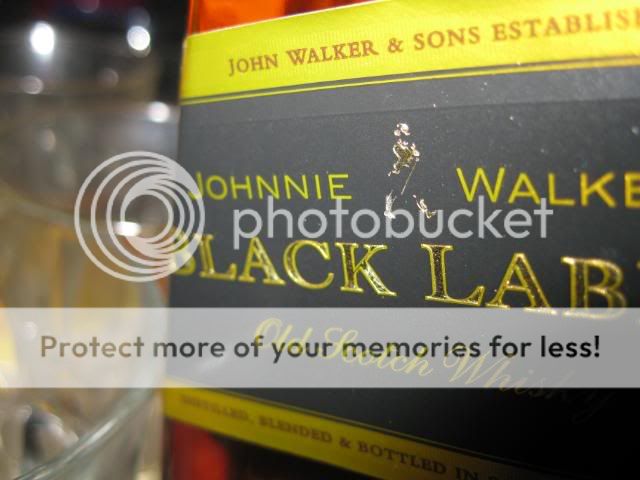 JOHN WALKER & SONS ESTABLIS
JOHNNIE WALKE
photobucket
BLACK LAB
Protect more of your memories for less!
Old Scotch Whisky
DISTILLED, BLENDED & BOTTLED IN